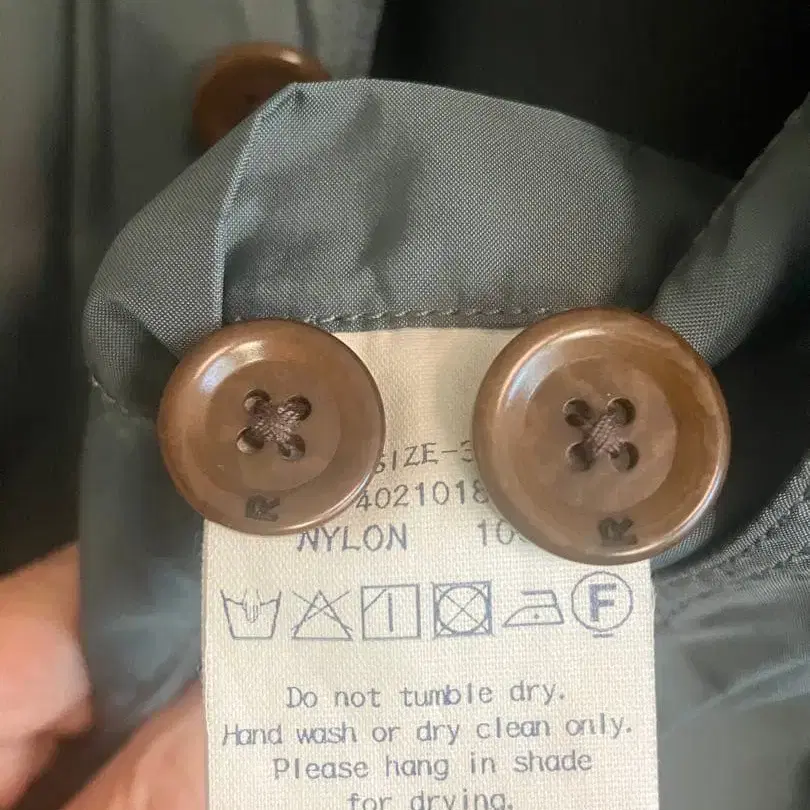 SIZE-3
4021018
NYLON 10
F
Do not tumble dry.
Hand wash or dry clean only.
Please hang in shade
for drying.
R
R